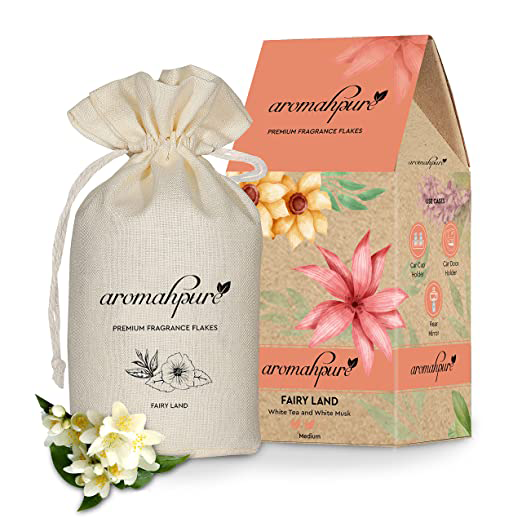 aromahpure
PREMIUM FRAGRANCE FLAKES
FAIRY LAND
aromahpure
PREMIUM FRAGRANCE FLAKES
USE CASES
Car Cup
Holder
Car Door
Holder
Rear
Mirror
aromahpure
FAIRY LAND
White Tea and White Musk
Medium
aromahpure